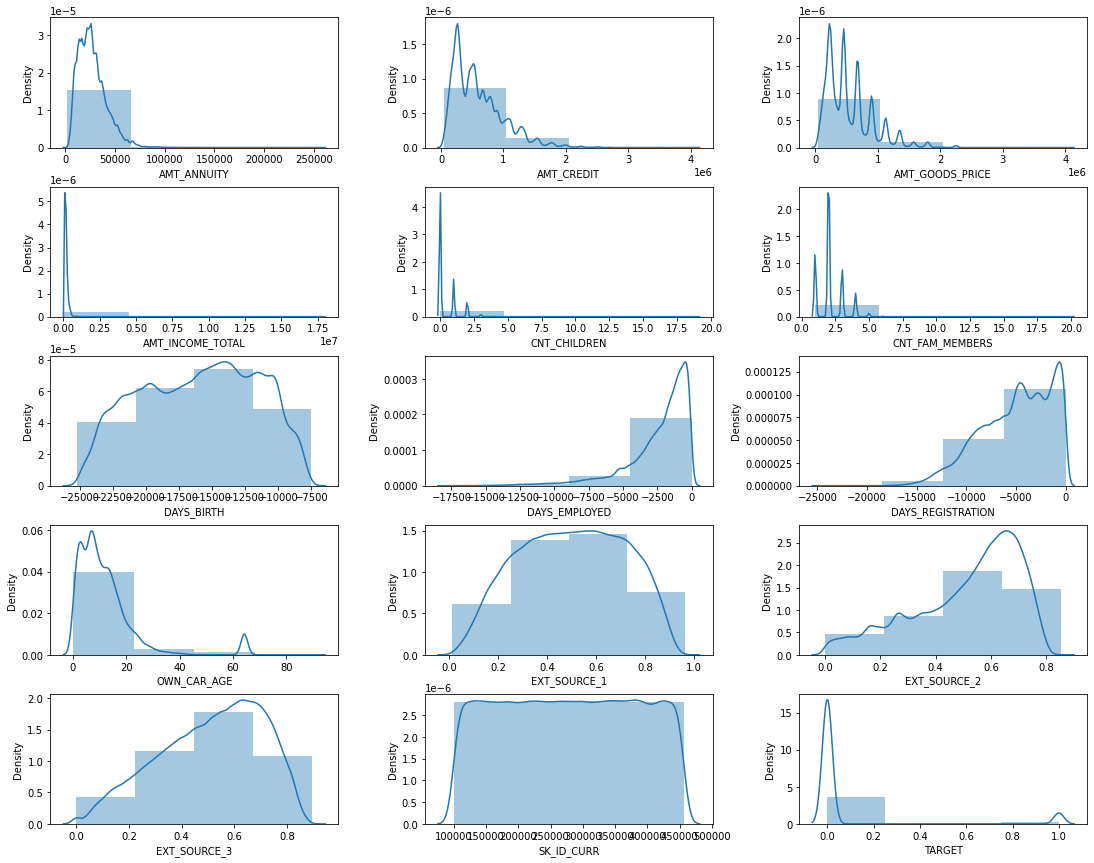 1e−5
1e−6
1e−6
3
2
1
0
Density
0 50000 100000 150000 200000 250000
AMT_ANNUITY
1.5
1.0
0.5
0.0
Density
0 1 2 3 4
1e6
AMT_CREDIT
2.0
1.5
1.0
0.5
0.0
Density
0 1 2 3 4
1e6
AMT_GOODS_PRICE
1e−6
5
4
3
2
1
0
Density
0.00 0.25 0.50 0.75 1.00 1.25 1.50 1.75
1e7
AMT_INCOME_TOTAL
4
3
2
1
0
Density
0.0 2.5 5.0 7.5 10.0 12.5 15.0 17.5 20.0
CNT_CHILDREN
2.0
1.5
1.0
0.5
0.0
Density
0.0 2.5 5.0 7.5 10.0 12.5 15.0 17.5 20.0
CNT_FAM_MEMBERS
1e−5
8
6
4
2
0
Density
−25000 −22500 −20000 −17500 −15000 −12500 −10000 −7500
DAYS_BIRTH
0.0003
0.0002
0.0001
0.0000
Density
−17500 −15000 −12500 −10000 −7500 −5000 −2500 0
DAYS_EMPLOYED
0.000125
0.000100
0.000075
0.000050
0.000025
0.000000
Density
−25000 −20000 −15000 −10000 −5000 0
DAYS_REGISTRATION
0.06
0.04
0.02
0.00
Density
0 20 40 60 80
OWN_CAR_AGE
1.5
1.0
0.5
0.0
Density
0.0 0.2 0.4 0.6 0.8 1.0
EXT_SOURCE_1
2.5
2.0
1.5
1.0
0.5
0.0
Density
0.0 0.2 0.4 0.6 0.8
EXT_SOURCE_2
2.0
1.5
1.0
0.5
0.0
Density
0.0 0.2 0.4 0.6 0.8
EXT_SOURCE_3
1e−6
2.5
2.0
1.5
1.0
0.5
0.0
Density
100000 150000 200000 250000 300000 350000 400000 450000 500000
SK_ID_CURR
15
10
5
0
Density
0.0 0.2 0.4 0.6 0.8 1.0
TARGET